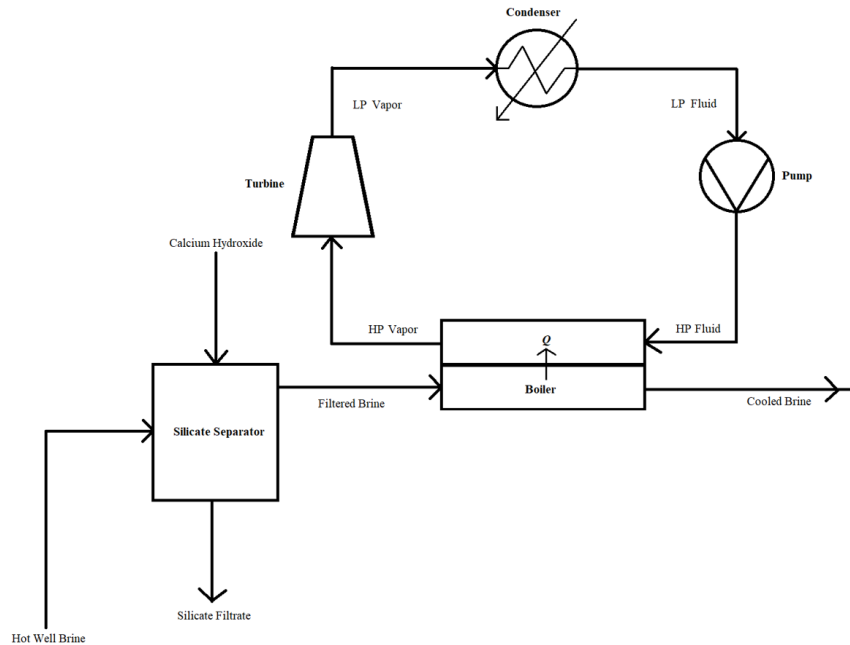 Condenser
LP Vapor
LP Fluid
Turbine
Pump
Calcium Hydroxide
HP Vapor
Q
HP Fluid
Boiler
Filtered Brine
Cooled Brine
Silicate Separator
Silicate Filtrate
Hot Well Brine